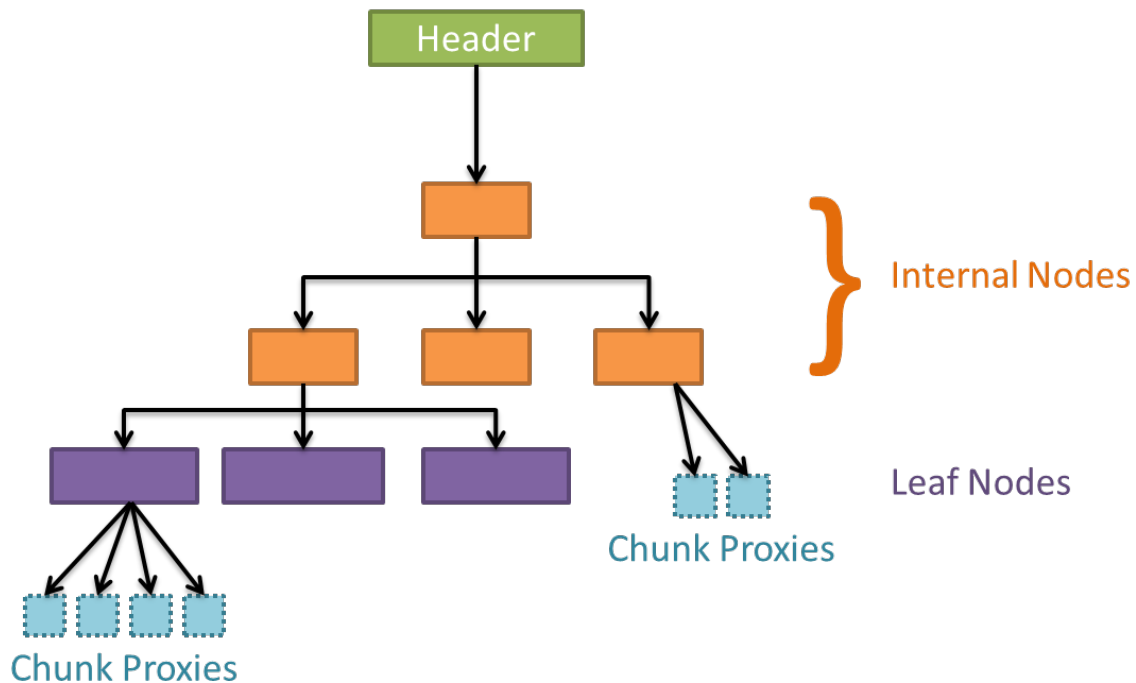 Header
Internal Nodes
Leaf Nodes
Chunk Proxies
Chunk Proxies